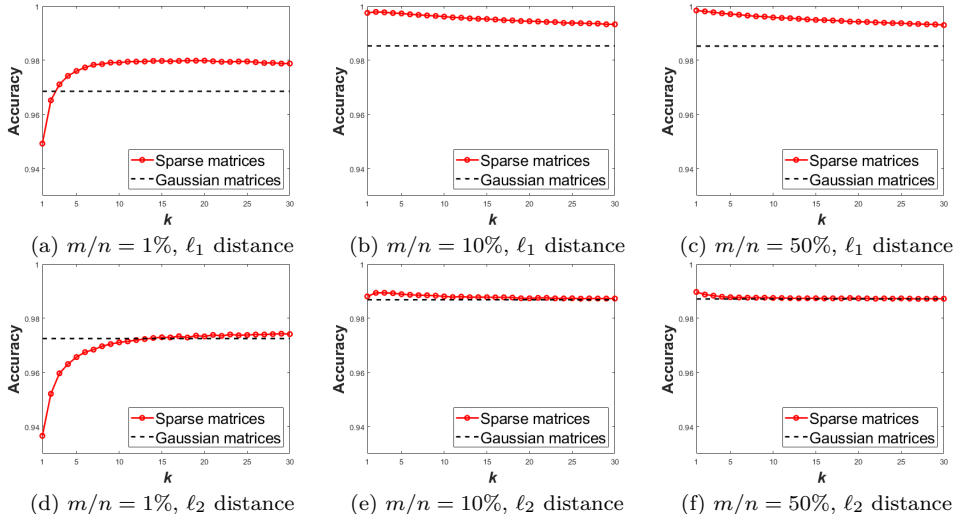 1
0.98
0.96
0.94
Accuracy
1 5 10 15 20 25 30
k
Sparse matrices
Gaussian matrices
(a) m/n = 1%, ℓ₁ distance
1
0.98
0.96
0.94
Accuracy
1 5 10 15 20 25 30
k
Sparse matrices
Gaussian matrices
(b) m/n = 10%, ℓ₁ distance
1
0.98
0.96
0.94
Accuracy
1 5 10 15 20 25 30
k
Sparse matrices
Gaussian matrices
(c) m/n = 50%, ℓ₁ distance
1
0.98
0.96
0.94
Accuracy
1 5 10 15 20 25 30
k
Sparse matrices
Gaussian matrices
(d) m/n = 1%, ℓ₂ distance
1
0.98
0.96
0.94
Accuracy
1 5 10 15 20 25 30
k
Sparse matrices
Gaussian matrices
(e) m/n = 10%, ℓ₂ distance
1
0.98
0.96
0.94
Accuracy
1 5 10 15 20 25 30
k
Sparse matrices
Gaussian matrices
(f) m/n = 50%, ℓ₂ distance